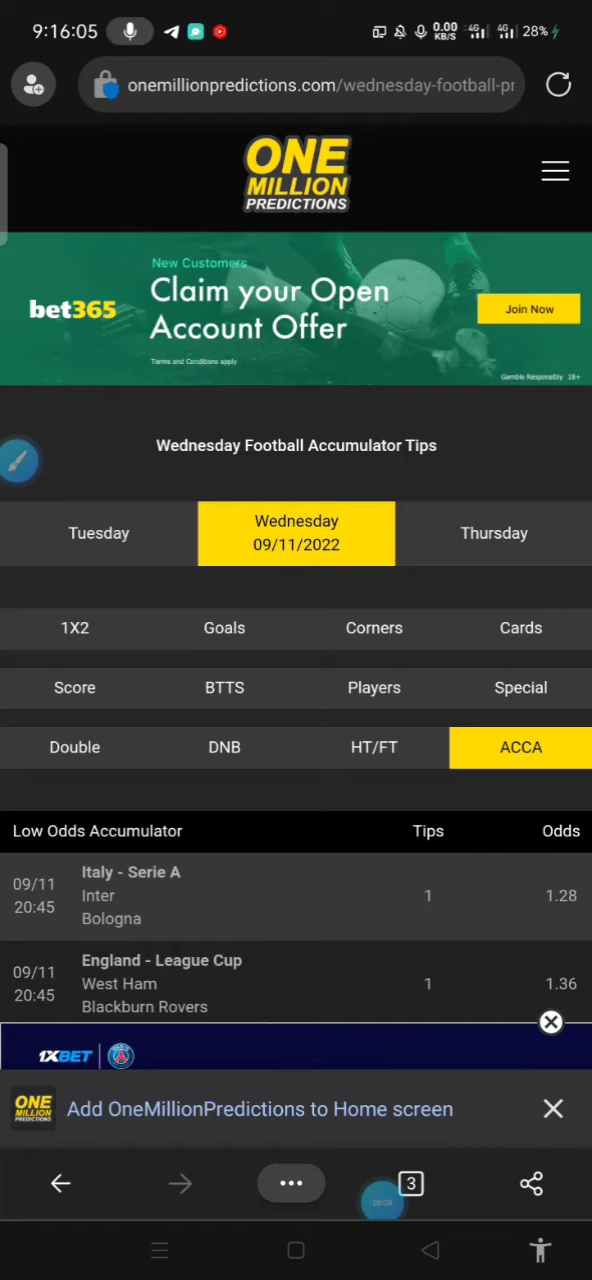 9:16:05 0.00 KB/S 4G 4G 28%
onemillionpredictions.com/wednesday-football-pr
ONE
MILLION
PREDICTIONS
New Customers
bet365
Claim your Open
Account Offer
Join Now
Terms and Conditions apply
Gamble Responsibly 18+
Wednesday Football Accumulator Tips
Tuesday
Wednesday
09/11/2022
Thursday
1X2 Goals Corners Cards
Score BTTS Players Special
Double DNB HT/FT ACCA
Low Odds Accumulator Tips Odds
09/11
20:45
Italy - Serie A
Inter
Bologna
1 1.28
09/11
20:45
England - League Cup
West Ham
Blackburn Rovers
1 1.36
1XBET
ONE
MILLION
PREDICTIONS
Add OneMillionPredictions to Home screen
3